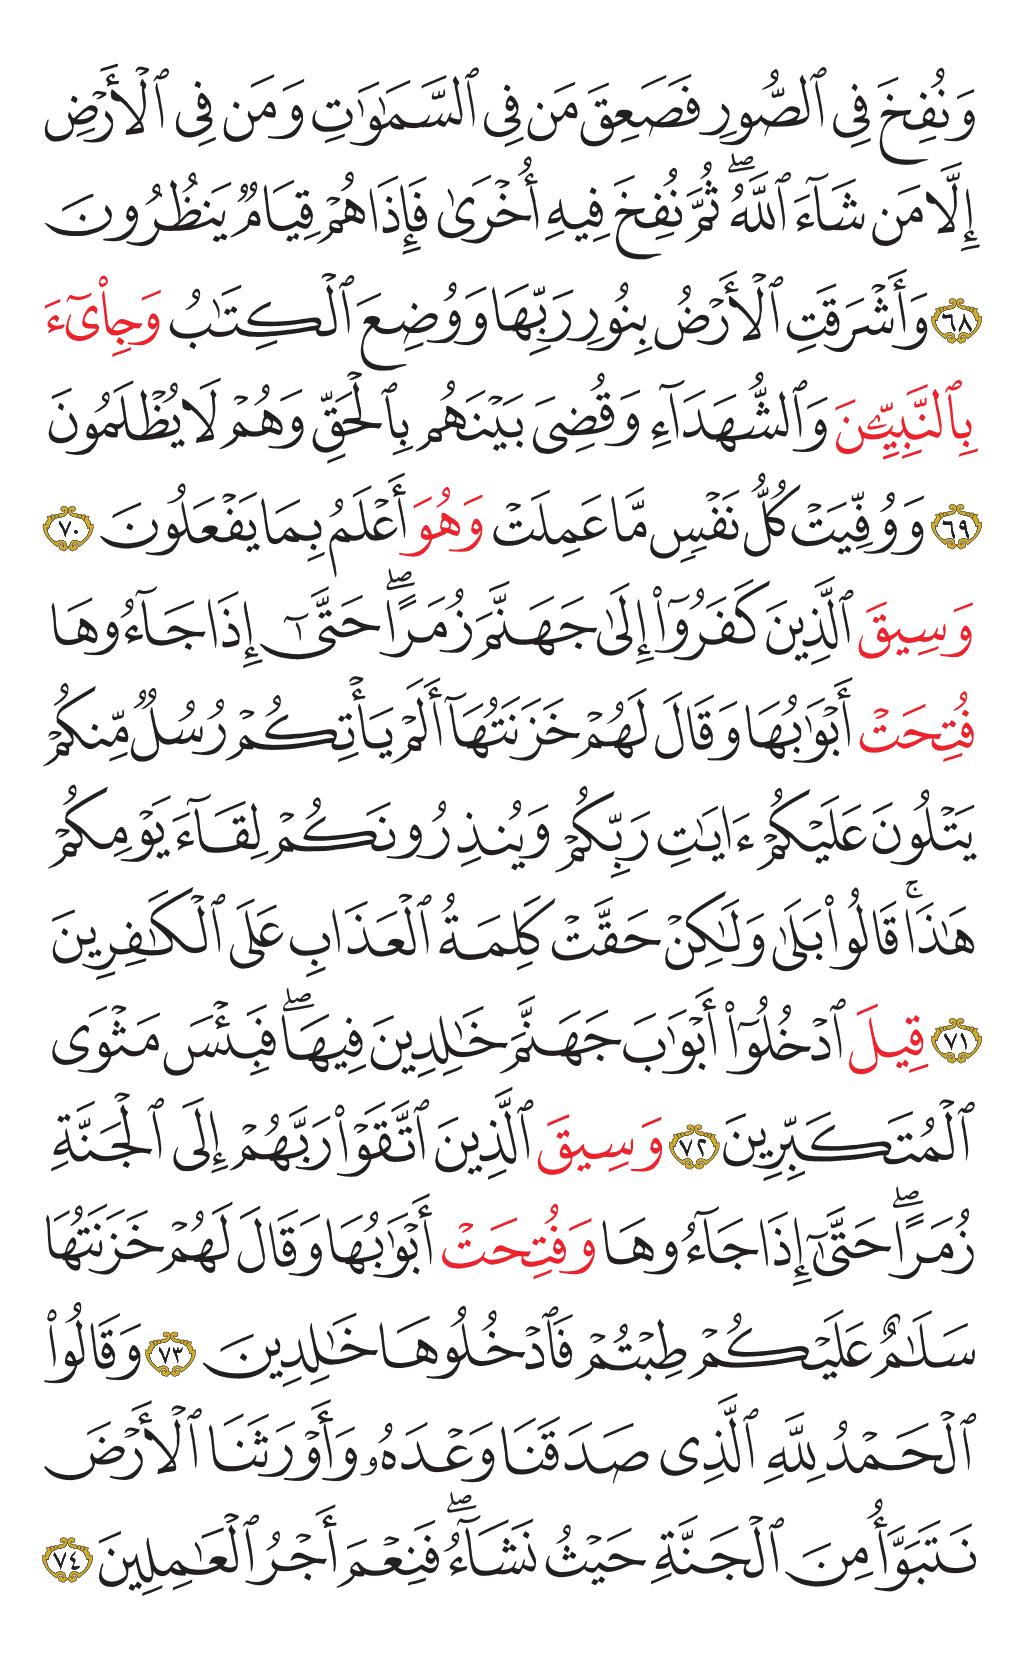 وَنُفِخَ فِي ٱلصُّورِ فَصَعِقَ مَن فِي ٱلسَّمَٰوَٰتِ وَمَن فِي ٱلْأَرْضِ
إِلَّا مَن شَآءَ ٱللَّهُۖ ثُمَّ نُفِخَ فِيهِ أُخْرَىٰ فَإِذَا هُمْ قِيَامٌ يَنظُرُونَ
٦٨ وَأَشْرَقَتِ ٱلْأَرْضُ بِنُورِ رَبِّهَا وَوُضِعَ ٱلْكِتَٰبُ وَجِاْيٓءَ
بِٱلنَّبِيِّـۧنَ وَٱلشُّهَدَآءِ وَقُضِيَ بَيْنَهُم بِٱلْحَقِّ وَهُمْ لَا يُظْلَمُونَ
٦٩ وَوُفِّيَتْ كُلُّ نَفْسٍ مَّا عَمِلَتْ وَهُوَ أَعْلَمُ بِمَا يَفْعَلُونَ ٧٠
وَسِيقَ ٱلَّذِينَ كَفَرُوٓاْ إِلَىٰ جَهَنَّمَ زُمَرًاۖ حَتَّىٰٓ إِذَا جَآءُوهَا
فُتِحَتْ أَبْوَٰبُهَا وَقَالَ لَهُمْ خَزَنَتُهَآ أَلَمْ يَأْتِكُمْ رُسُلٌ مِّنكُمْ
يَتْلُونَ عَلَيْكُمْ ءَايَٰتِ رَبِّكُمْ وَيُنذِرُونَكُمْ لِقَآءَ يَوْمِكُمْ
هَٰذَاۚ قَالُواْ بَلَىٰ وَلَٰكِنْ حَقَّتْ كَلِمَةُ ٱلْعَذَابِ عَلَى ٱلْكَٰفِرِينَ
٧١ قِيلَ ٱدْخُلُوٓاْ أَبْوَٰبَ جَهَنَّمَ خَٰلِدِينَ فِيهَاۖ فَبِئْسَ مَثْوَى
ٱلْمُتَكَبِّرِينَ ٧٢ وَسِيقَ ٱلَّذِينَ ٱتَّقَوْاْ رَبَّهُمْ إِلَى ٱلْجَنَّةِ
زُمَرًاۖ حَتَّىٰٓ إِذَا جَآءُوهَا وَفُتِحَتْ أَبْوَٰبُهَا وَقَالَ لَهُمْ خَزَنَتُهَا
سَلَٰمٌ عَلَيْكُمْ طِبْتُمْ فَٱدْخُلُوهَا خَٰلِدِينَ ٧٣ وَقَالُواْ
ٱلْحَمْدُ لِلَّهِ ٱلَّذِي صَدَقَنَا وَعْدَهُۥ وَأَوْرَثَنَا ٱلْأَرْضَ
نَتَبَوَّأُ مِنَ ٱلْجَنَّةِ حَيْثُ نَشَآءُۖ فَنِعْمَ أَجْرُ ٱلْعَٰمِلِينَ ٧٤